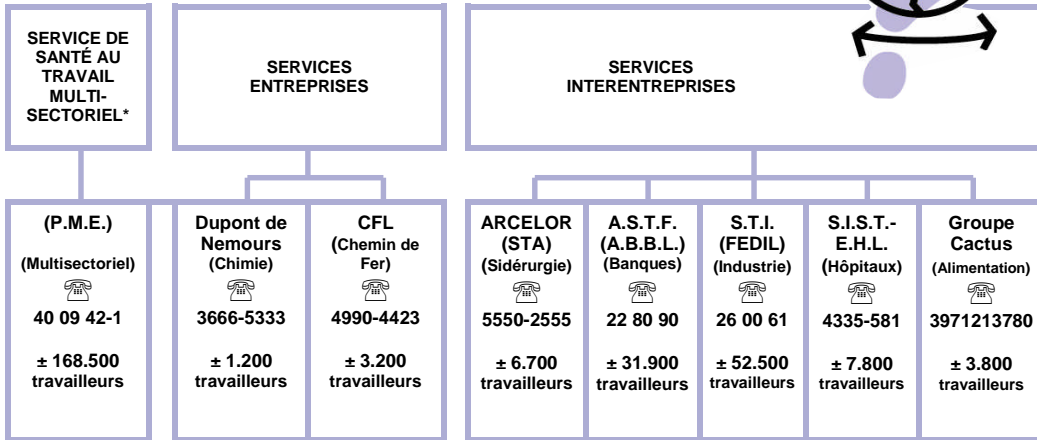 SERVICE DE
SANTÉ AU
TRAVAIL
MULTI-
SECTORIEL*
SERVICES
ENTREPRISES
SERVICES
INTERENTREPRISES
(P.M.E.)
(Multisectoriel)
40 09 42-1
± 168.500
travailleurs
Dupont de
Nemours
(Chimie)
3666-5333
± 1.200
travailleurs
CFL
(Chemin de
Fer)
4990-4423
± 3.200
travailleurs
ARCELOR
(STA)
(Sidérurgie)
5550-2555
± 6.700
travailleurs
A.S.T.F.
(A.B.B.L.)
(Banques)
22 80 90
± 31.900
travailleurs
S.T.I.
(FEDIL)
(Industrie)
26 00 61
± 52.500
travailleurs
S.I.S.T.-
E.H.L.
(Hôpitaux)
4335-581
± 7.800
travailleurs
Groupe
Cactus
(Alimentation)
3971213780
± 3.800
travailleurs